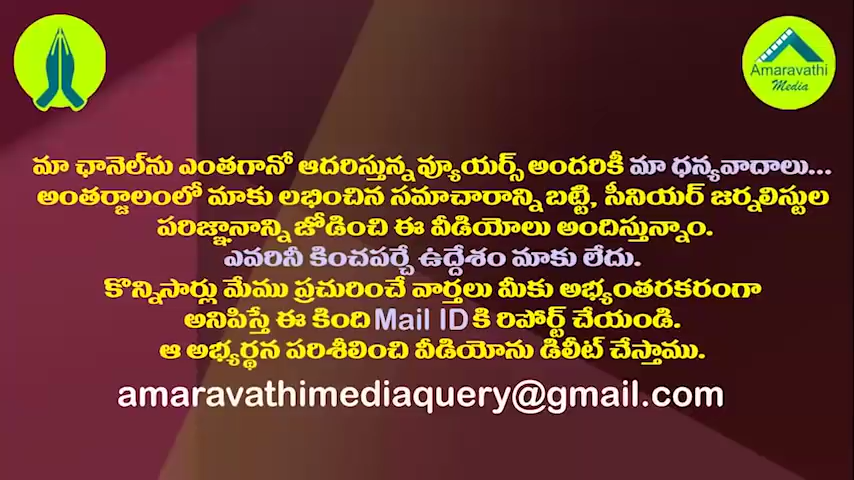 Amaravathi
Media
మా ఛానెల్‌ను ఎంతగానో ఆదరిస్తున్న వ్యూయర్స్ అందరికీ మా ధన్యవాదాలు...
అంతర్జాలంలో మాకు లభించిన సమాచారాన్ని బట్టి, సీనియర్ జర్నలిస్టుల
పరిజ్ఞానాన్ని జోడించి ఈ వీడియోలు అందిస్తున్నాం.
ఎవరినీ కించపర్చే ఉద్దేశం మాకు లేదు.
కొన్నిసార్లు మేము ప్రచురించే వార్తలు మీకు అభ్యంతరకరంగా
అనిపిస్తే ఈ కింది Mail ID కి రిపోర్ట్ చేయండి.
ఆ అభ్యర్థన పరిశీలించి వీడియోను డిలీట్ చేస్తాము.
amaravathimediaquery@gmail.com